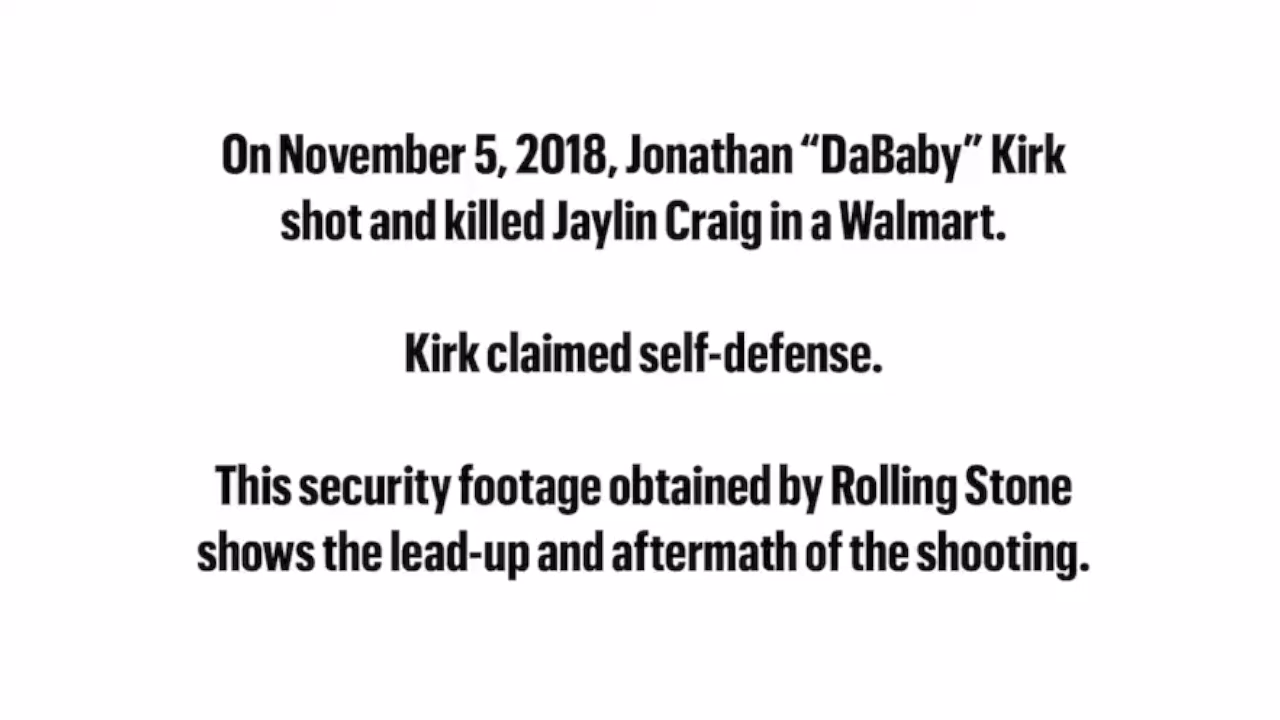 On November 5, 2018, Jonathan “DaBaby” Kirk
shot and killed Jaylin Craig in a Walmart.
Kirk claimed self-defense.
This security footage obtained by Rolling Stone
shows the lead-up and aftermath of the shooting.